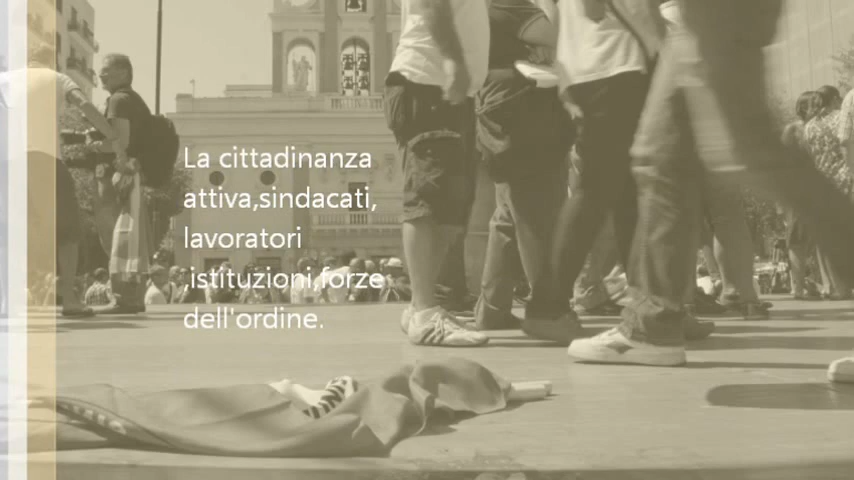 La cittadinanza
attiva,sindacati,
lavoratori
,istituzioni,forze
dell'ordine.